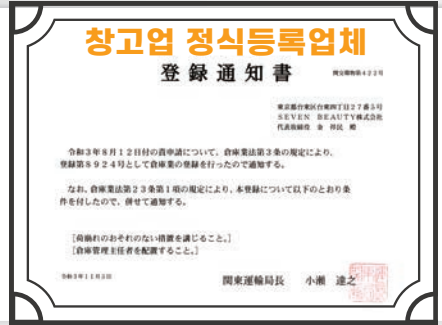 창고업 정식등록업체
登録通知書
関交環物第422号
東京都台東区台東四丁目27番5号
SEVEN BEAUTY株式会社
代表取締役 金 祥民 殿
令和3年8月12日付の貴申請について、倉庫業法第3条の規定により、
登録第8924号として倉庫業の登録を行ったので通知する。
なお、倉庫業法第23条第1項の規定により、本登録について以下のとおり条
件を付したので、併せて通知する。
[荷崩れのおそれのない措置を講じること。]
[倉庫管理主任者を配置すること。]
令和3年11月5日
関東運輸局長 小瀬 達之